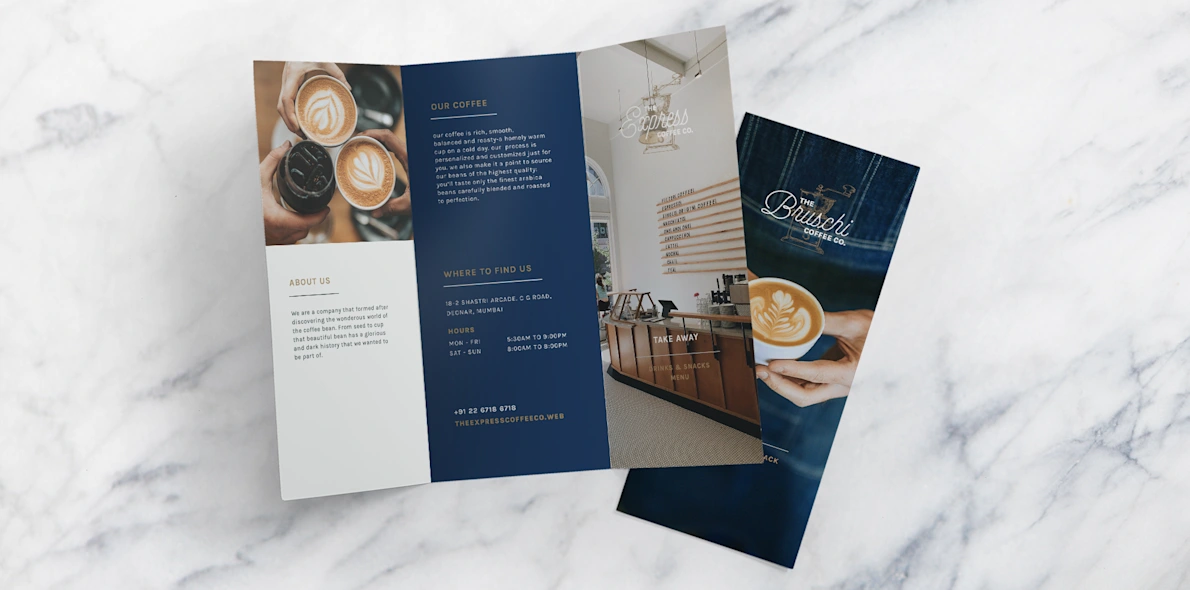 ABOUT US
We are a company that formed after
discovering the wonderous world of
the coffee bean. From seed to cup
that beautiful bean has a glorious
and dark history that we wanted to
be part of.
OUR COFFEE
our coffee is rich, smooth,
balanced and roasty-a homely warm
cup on a cold day. our process is
personalized and customized just for
you. we also make it a point to source
our beans of the highest quality;
you'll taste only the finest arabica
beans carefully blended and roasted
to perfection.
WHERE TO FIND US
18-2 SHASTRI ARCADE, C G ROAD,
DEONAR, MUMBAI
HOURS
MON - FRI 5:30AM TO 9:00PM
SAT - SUN 8:00AM TO 8:00PM
+91 22 6718 6718
THEEXPRESSCOFFEECO.WEB
THE
Express
COFFEE CO.
ESPRESSO
MACCHIATO
CAPPUCCINO
MOCHA
TEA
TAKE AWAY
DRINKS & SNACKS
MENU
THE
Bruschi
COFFEE CO.